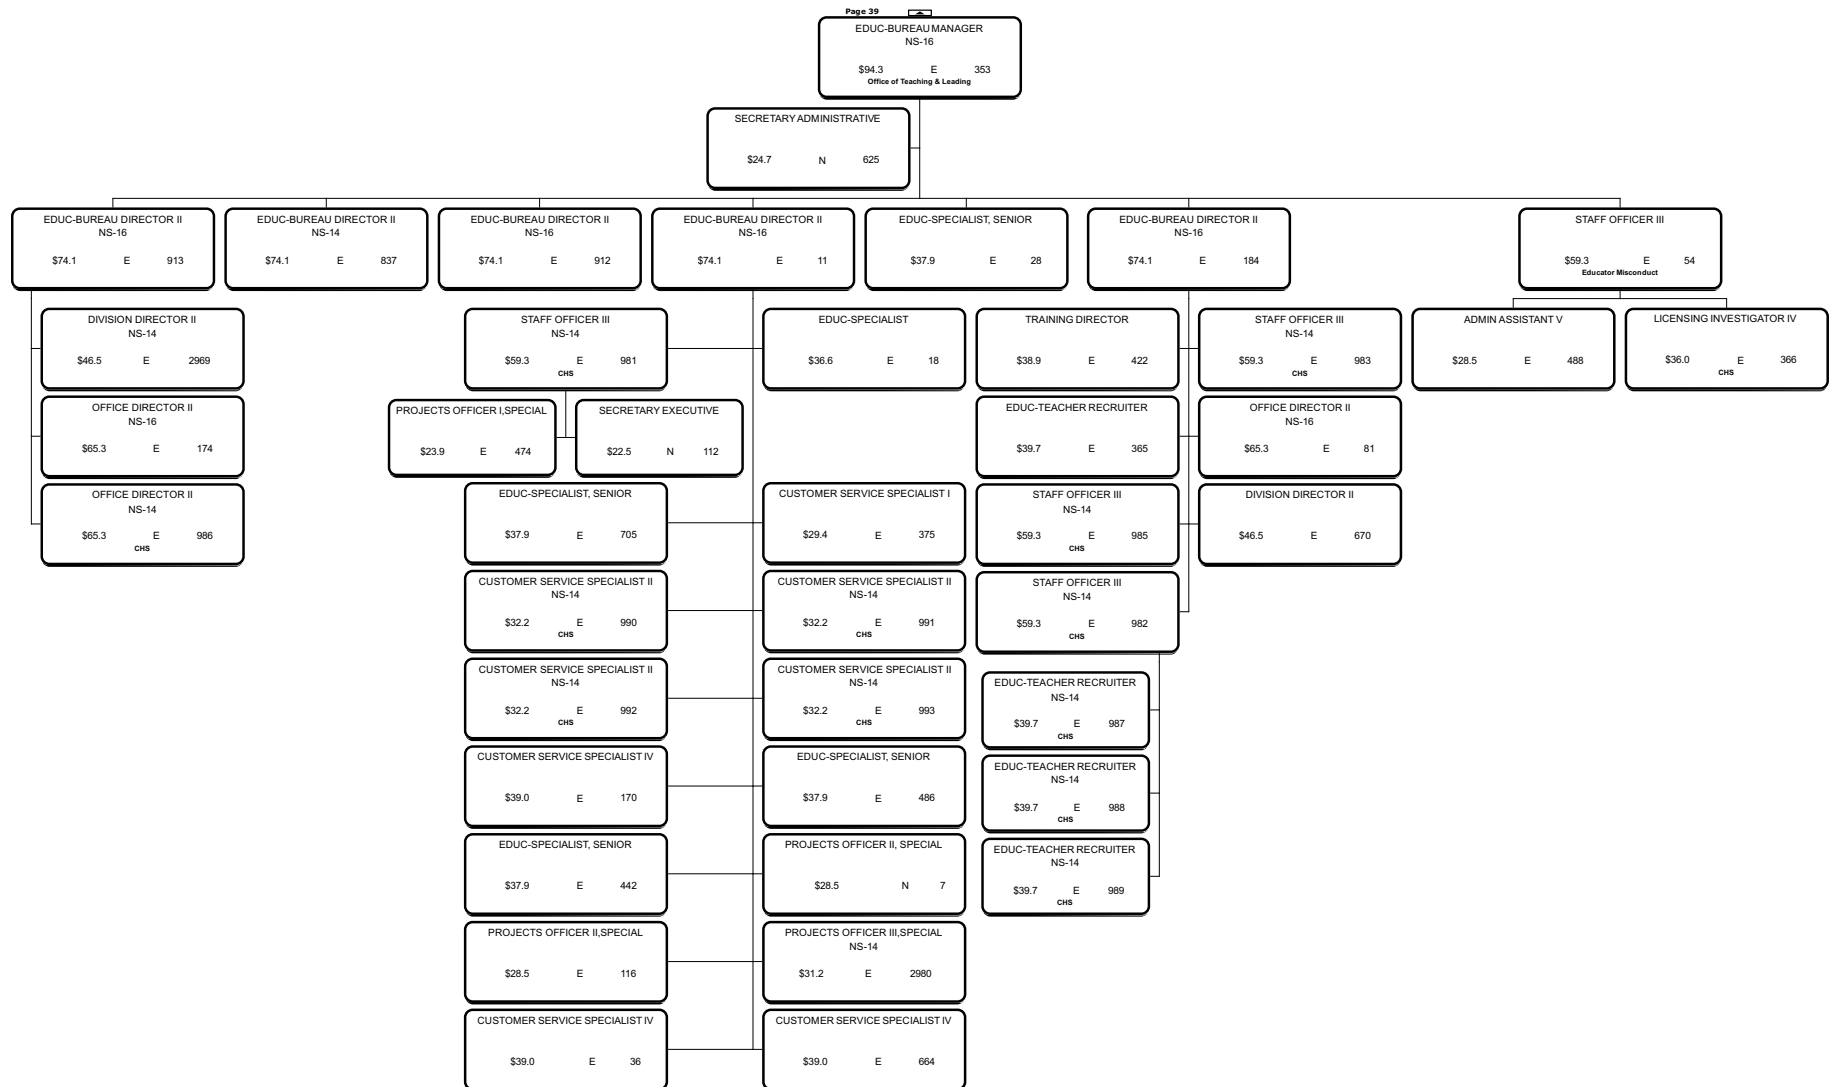 Page 39
EDUC-BUREAU MANAGER
NS-16
$94.3 E 353
Office of Teaching & Leading
SECRETARY ADMINISTRATIVE
$24.7 N 625
EDUC-BUREAU DIRECTOR II
NS-16
$74.1 E 913
EDUC-BUREAU DIRECTOR II
NS-14
$74.1 E 837
EDUC-BUREAU DIRECTOR II
NS-16
$74.1 E 912
EDUC-BUREAU DIRECTOR II
NS-16
$74.1 E 11
EDUC-SPECIALIST, SENIOR
$37.9 E 28
EDUC-BUREAU DIRECTOR II
NS-16
$74.1 E 184
STAFF OFFICER III
$59.3 E 54
Educator Misconduct
DIVISION DIRECTOR II
NS-14
$46.5 E 2969
OFFICE DIRECTOR II
NS-16
$65.3 E 174
OFFICE DIRECTOR II
NS-14
$65.3 E 986
CHS
STAFF OFFICER III
NS-14
$59.3 E 981
CHS
EDUC-SPECIALIST
$36.6 E 18
PROJECTS OFFICER I,SPECIAL
$23.9 E 474
SECRETARY EXECUTIVE
$22.5 N 112
EDUC-SPECIALIST, SENIOR
$37.9 E 705
CUSTOMER SERVICE SPECIALIST I
$29.4 E 375
CUSTOMER SERVICE SPECIALIST II
NS-14
$32.2 E 990
CHS
CUSTOMER SERVICE SPECIALIST II
NS-14
$32.2 E 991
CHS
CUSTOMER SERVICE SPECIALIST II
NS-14
$32.2 E 992
CHS
CUSTOMER SERVICE SPECIALIST II
NS-14
$32.2 E 993
CHS
CUSTOMER SERVICE SPECIALIST IV
$39.0 E 170
EDUC-SPECIALIST, SENIOR
$37.9 E 486
EDUC-SPECIALIST, SENIOR
$37.9 E 442
PROJECTS OFFICER II, SPECIAL
$28.5 N 7
PROJECTS OFFICER II,SPECIAL
$28.5 E 116
PROJECTS OFFICER III,SPECIAL
NS-14
$31.2 E 2980
CUSTOMER SERVICE SPECIALIST IV
$39.0 E 36
CUSTOMER SERVICE SPECIALIST IV
$39.0 E 664
TRAINING DIRECTOR
$38.9 E 422
STAFF OFFICER III
NS-14
$59.3 E 983
CHS
EDUC-TEACHER RECRUITER
$39.7 E 365
OFFICE DIRECTOR II
NS-16
$65.3 E 81
STAFF OFFICER III
NS-14
$59.3 E 985
CHS
DIVISION DIRECTOR II
$46.5 E 670
STAFF OFFICER III
NS-14
$59.3 E 982
CHS
EDUC-TEACHER RECRUITER
NS-14
$39.7 E 987
CHS
EDUC-TEACHER RECRUITER
NS-14
$39.7 E 988
CHS
EDUC-TEACHER RECRUITER
NS-14
$39.7 E 989
CHS
ADMIN ASSISTANT V
$28.5 E 488
LICENSING INVESTIGATOR IV
$36.0 E 366
CHS